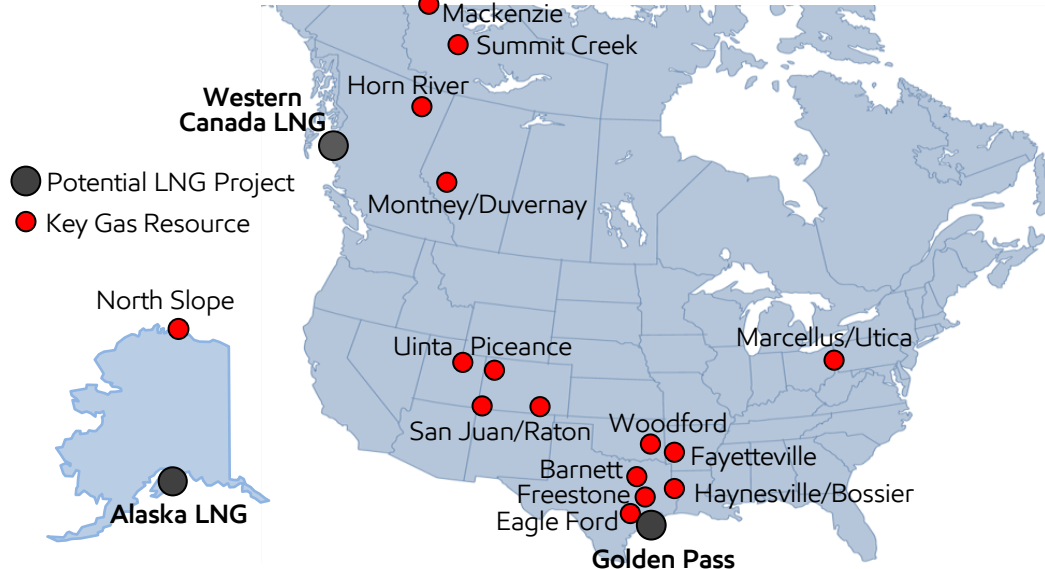 Mackenzie
Summit Creek
Horn River
Western
Canada LNG
Potential LNG Project
Montney/Duvernay
Key Gas Resource
North Slope
Marcellus/Utica
Uinta
Piceance
San Juan/Raton
Woodford
Fayetteville
Barnett
Freestone
Haynesville/Bossier
Eagle Ford
Alaska LNG
Golden Pass